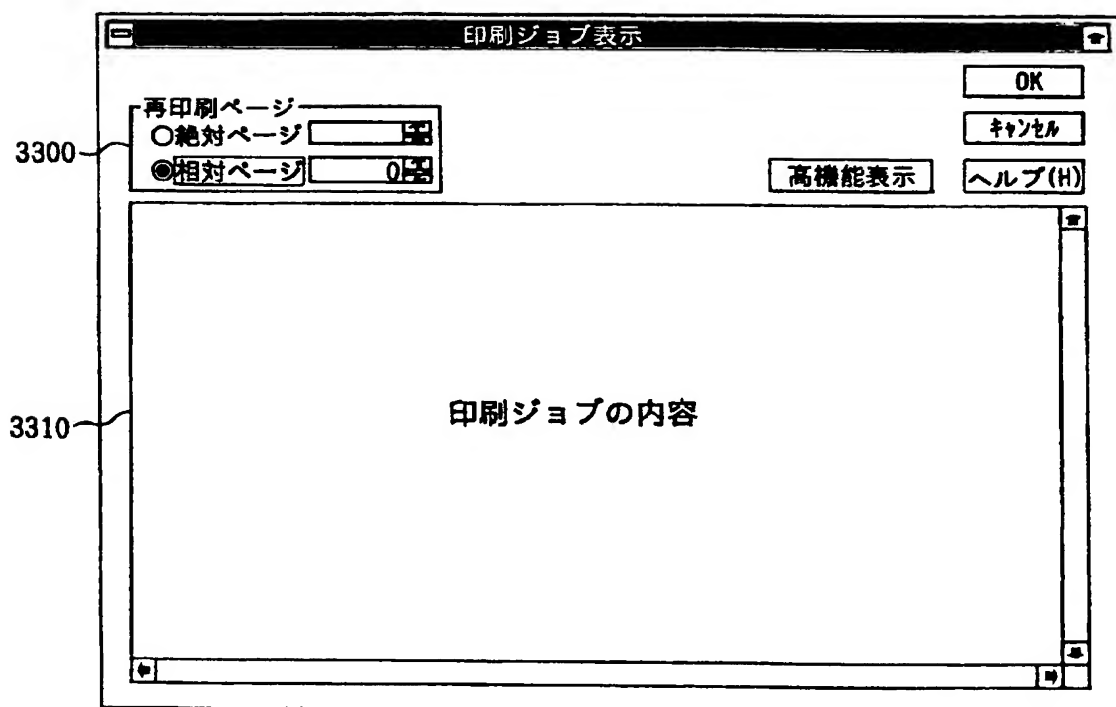 印刷ジョブ表示
OK
再印刷ページ
絶対ページ
キャンセル
3300
相対ページ 0
高機能表示
ヘルプ(H)
3310
印刷ジョブの内容